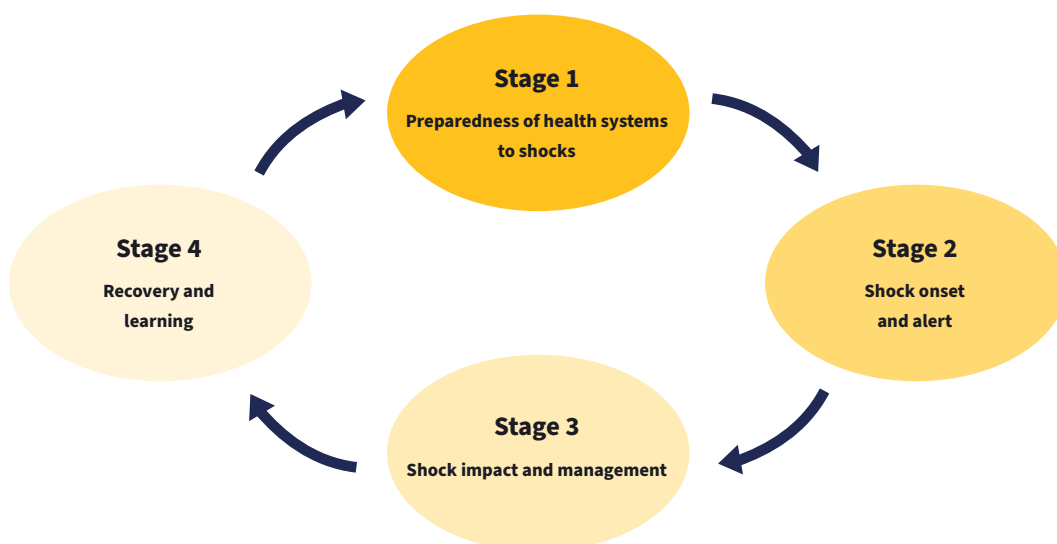 Stage 1
Preparedness of health systems
to shocks
Stage 2
Shock onset
and alert
Stage 3
Shock impact and management
Stage 4
Recovery and
learning